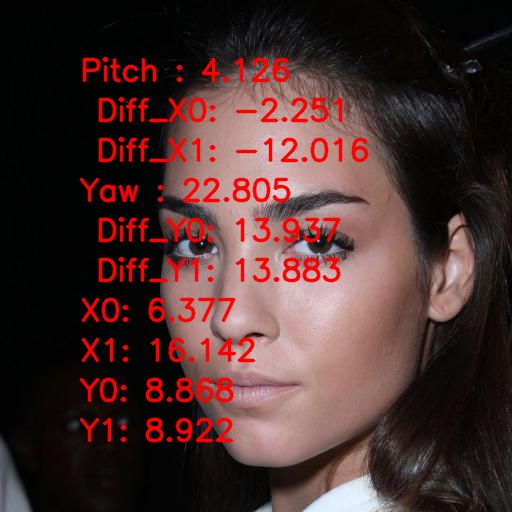 Pitch : 4.126
Diff_X0: -2.251
Diff_X1: -12.016
Yaw : 22.805
Diff_Y0: 13.937
Diff_Y1: 13.883
X0: 6.377
X1: 16.142
Y0: 8.868
Y1: 8.922